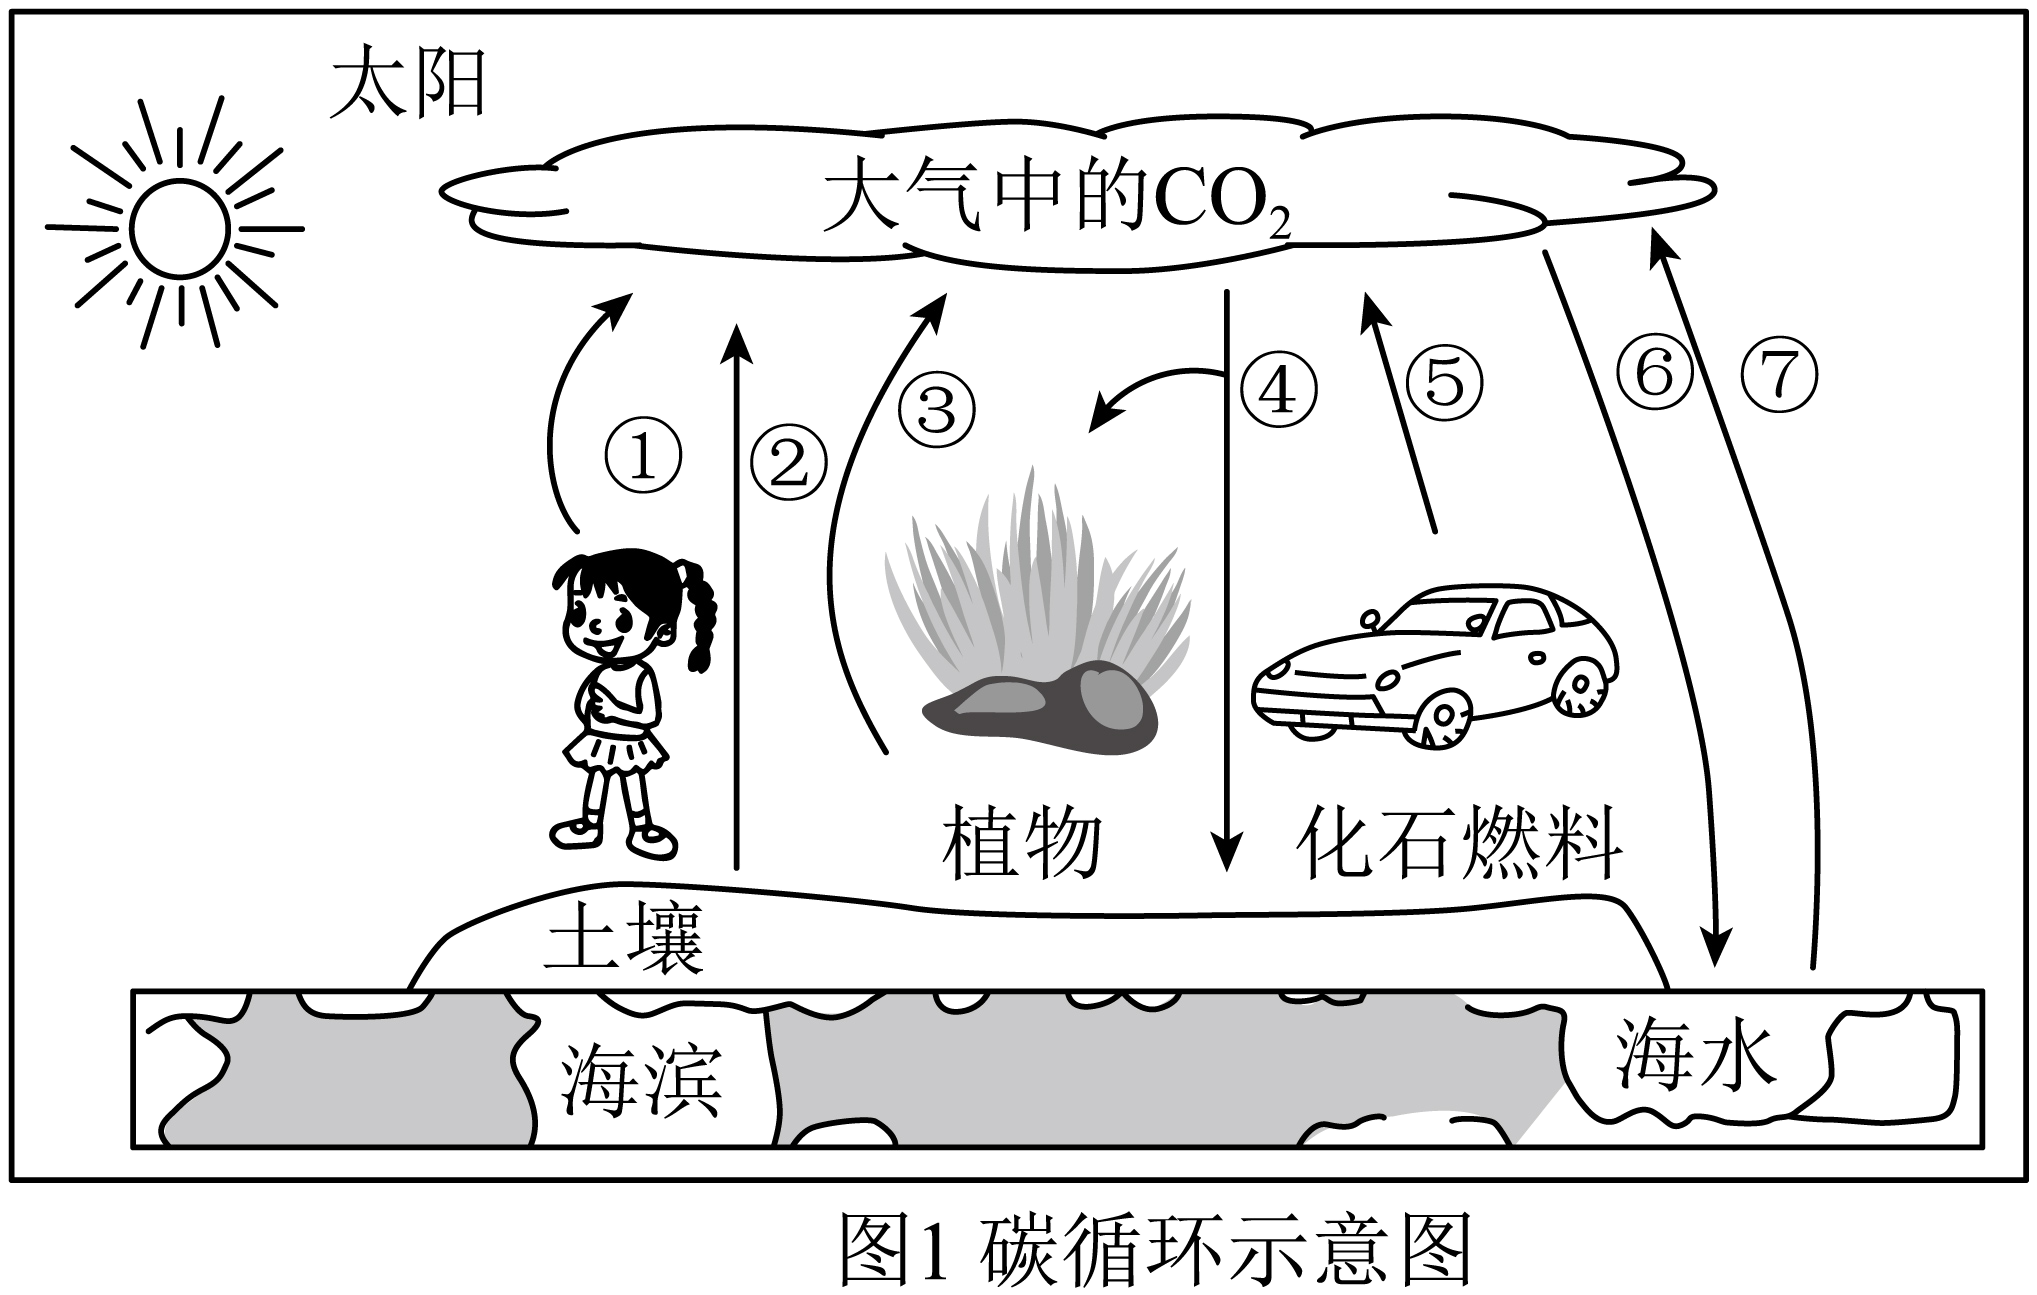 太阳
大气中的CO₂
① ② ③ ④ ⑤ ⑥ ⑦
植物
化石燃料
土壤
海滨
海水
图1 碳循环示意图